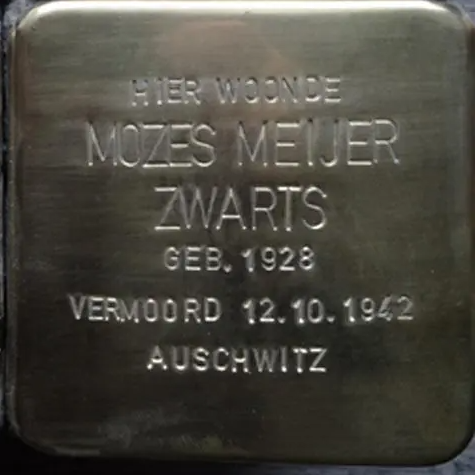 HIER WOONDE
MOZES MEIJER
ZWARTS
GEB. 1928
VERMOORD 12.10.1942
AUSCHWITZ